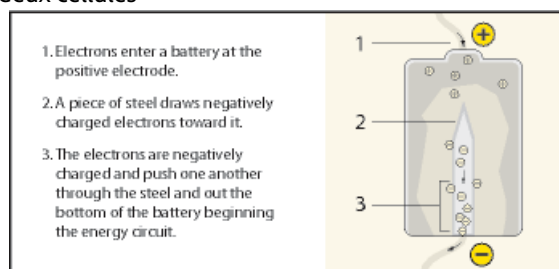 1. Electrons enter a battery at the
positive electrode.
2. A piece of steel draws negatively
charged electrons toward it.
3. The electrons are negatively
charged and push one another
through the steel and out the
bottom of the battery beginning
the energy circuit.
1
+
2
3
−